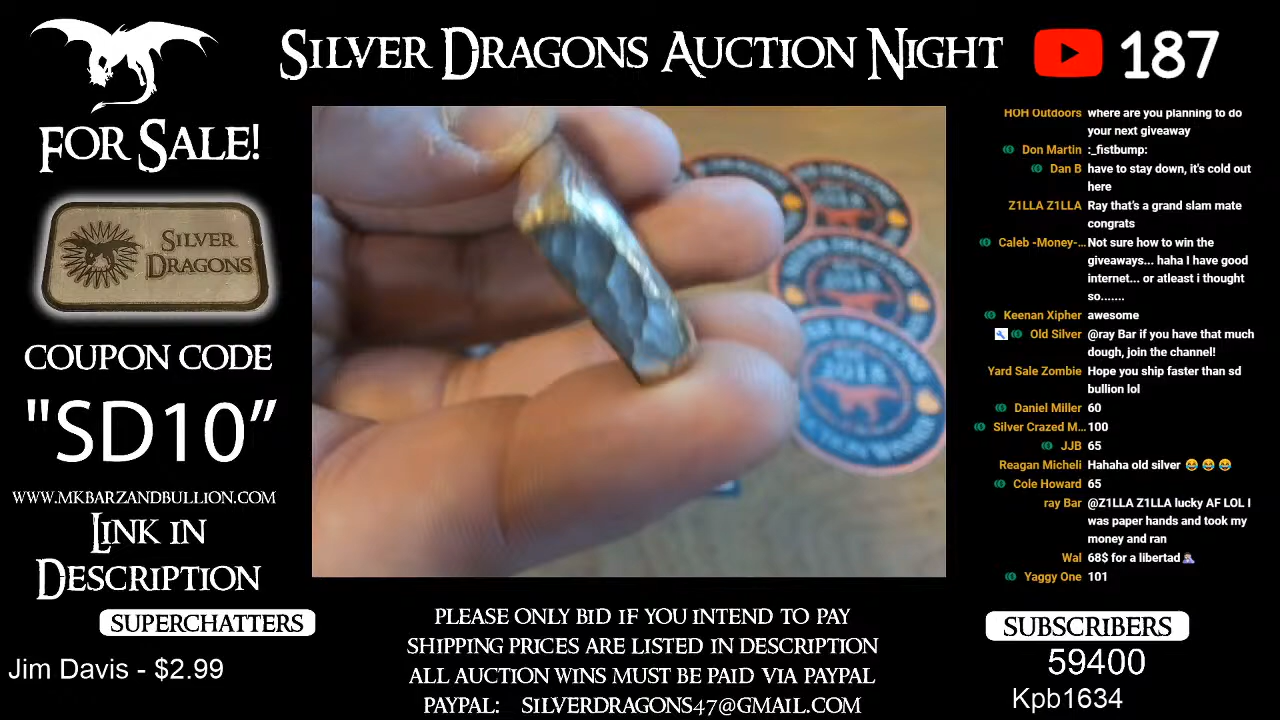 SILVER DRAGONS AUCTION NIGHT
187
FOR SALE!
SILVER
DRAGONS
COUPON CODE
"SD10"
WWW.MKBARZANDBULLION.COM
LINK IN
DESCRIPTION
SUPERCHATTERS
Jim Davis - $2.99
2018
2018
2018
HOH Outdoors where are you planning to do
your next giveaway
Don Martin :_fistbump:
Dan B have to stay down, it's cold out
here
Z1LLA Z1LLA Ray that's a grand slam mate
congrats
Caleb -Money-... Not sure how to win the
giveaways... haha I have good
internet... or atleast i thought
so.......
Keenan Xipher awesome
Old Silver @ray Bar if you have that much
dough, join the channel!
Yard Sale Zombie Hope you ship faster than sd
bullion lol
Daniel Miller 60
Silver Crazed M... 100
JJB 65
Reagan Micheli Hahaha old silver 😂 😂 😂
Cole Howard 65
ray Bar @Z1LLA Z1LLA lucky AF LOL I
was paper hands and took my
money and ran
Wal 68$ for a libertad
Yaggy One 101
PLEASE ONLY BID IF YOU INTEND TO PAY
SHIPPING PRICES ARE LISTED IN DESCRIPTION
ALL AUCTION WINS MUST BE PAID VIA PAYPAL
PAYPAL: SILVERDRAGONS47@GMAIL.COM
SUBSCRIBERS
59400
Kpb1634